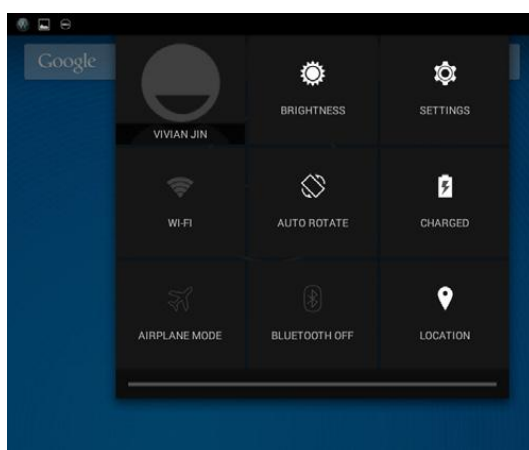 Google
VIVIAN JIN
BRIGHTNESS
SETTINGS
WI-FI
AUTO ROTATE
CHARGED
AIRPLANE MODE
BLUETOOTH OFF
LOCATION